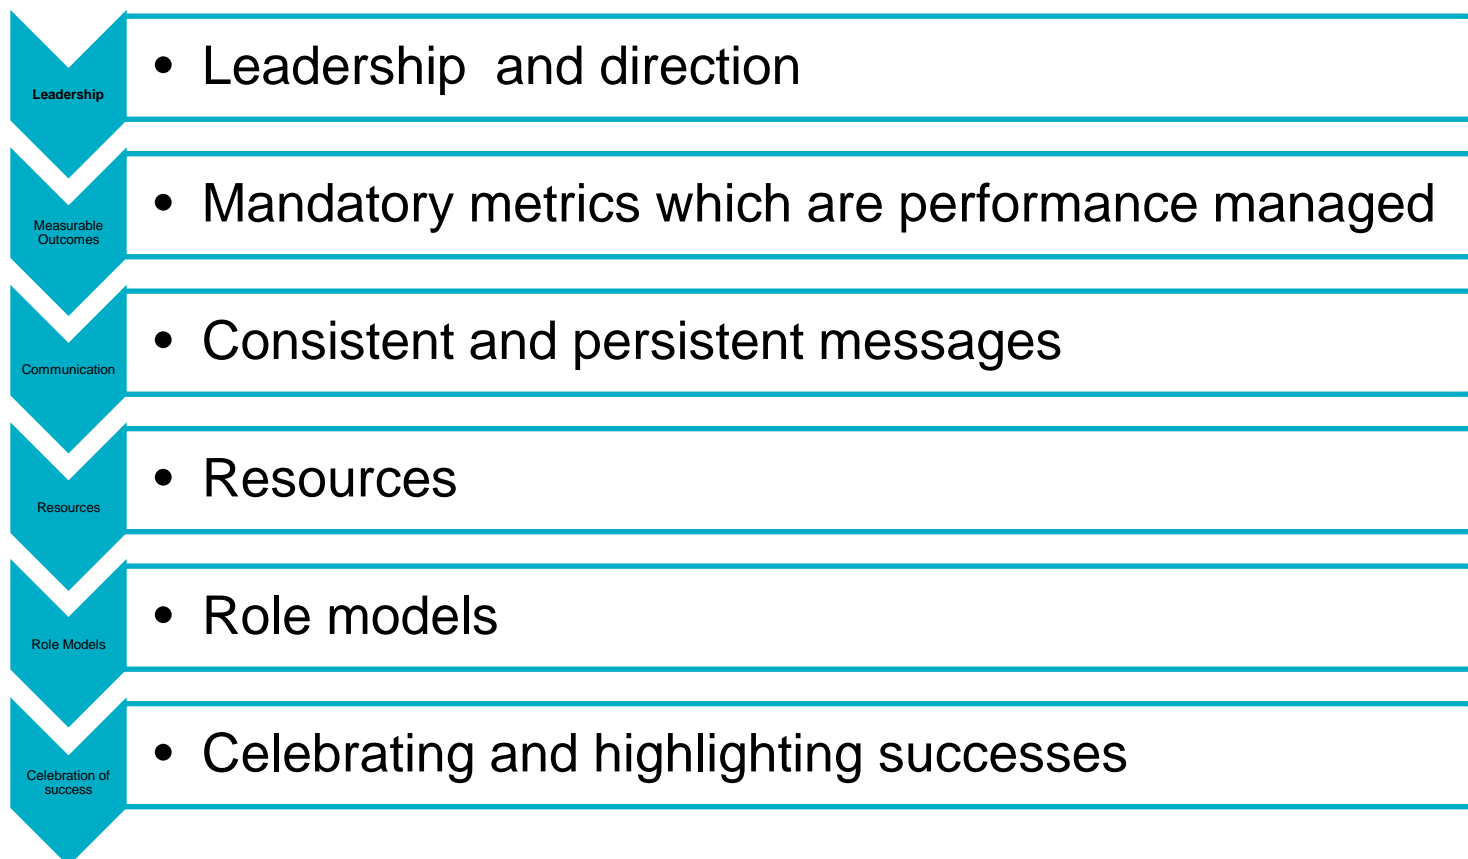 Leadership
• Leadership  and direction
Measurable
Outcomes
• Mandatory metrics which are performance managed
Communication
• Consistent and persistent messages
Resources
• Resources
Role Models
• Role models
Celebration of
success
• Celebrating and highlighting successes